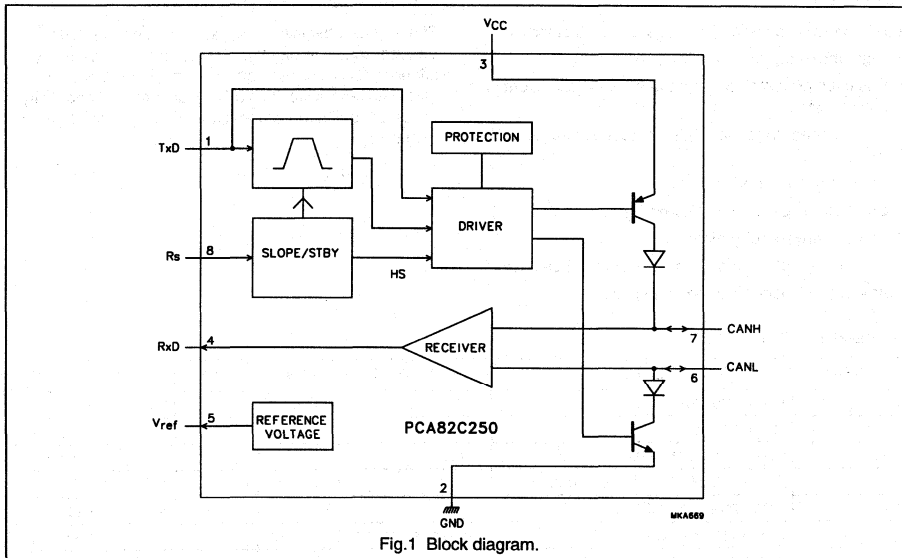 VCC
3
PROTECTION
TxD
1
DRIVER
Rs
8
SLOPE/STBY
HS
7
CANH
RxD
4
RECEIVER
6
CANL
Vref
5
REFERENCE
VOLTAGE
PCA82C250
2
GND
MKA669
Fig.1 Block diagram.